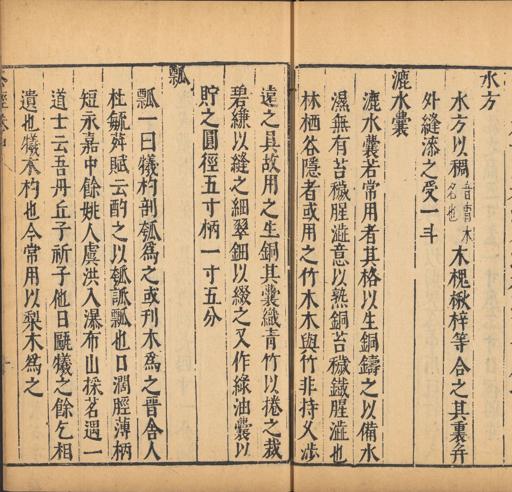 水方
水方以稠音胄木名也木槐楸梓等合之其裏并
外縫漆之受一斗
漉水囊
漉水囊若常用者其格以生銅鑄之以備水
濕無有苔穢腥澁意以熟銅苔穢鐵腥澁也
林栖谷隱者或用之竹木木與竹非持久涉
遠之具故用之生銅其囊織青竹以捲之裁
碧縑以縫之細翠鈿以綴之又作綠油囊以
貯之圓徑五寸柄一寸五分
瓢
瓢一曰犧杓剖瓠爲之或刋木爲之晉舍人
杜毓荈賦云酌之以瓠瓢也口濶脛薄柄
短永嘉中餘姚人虞洪入瀑布山採茗遇一
道士云吾丹丘子祈子他日甌犧之餘乞相
遺也犧木杓也今常用以梨木爲之